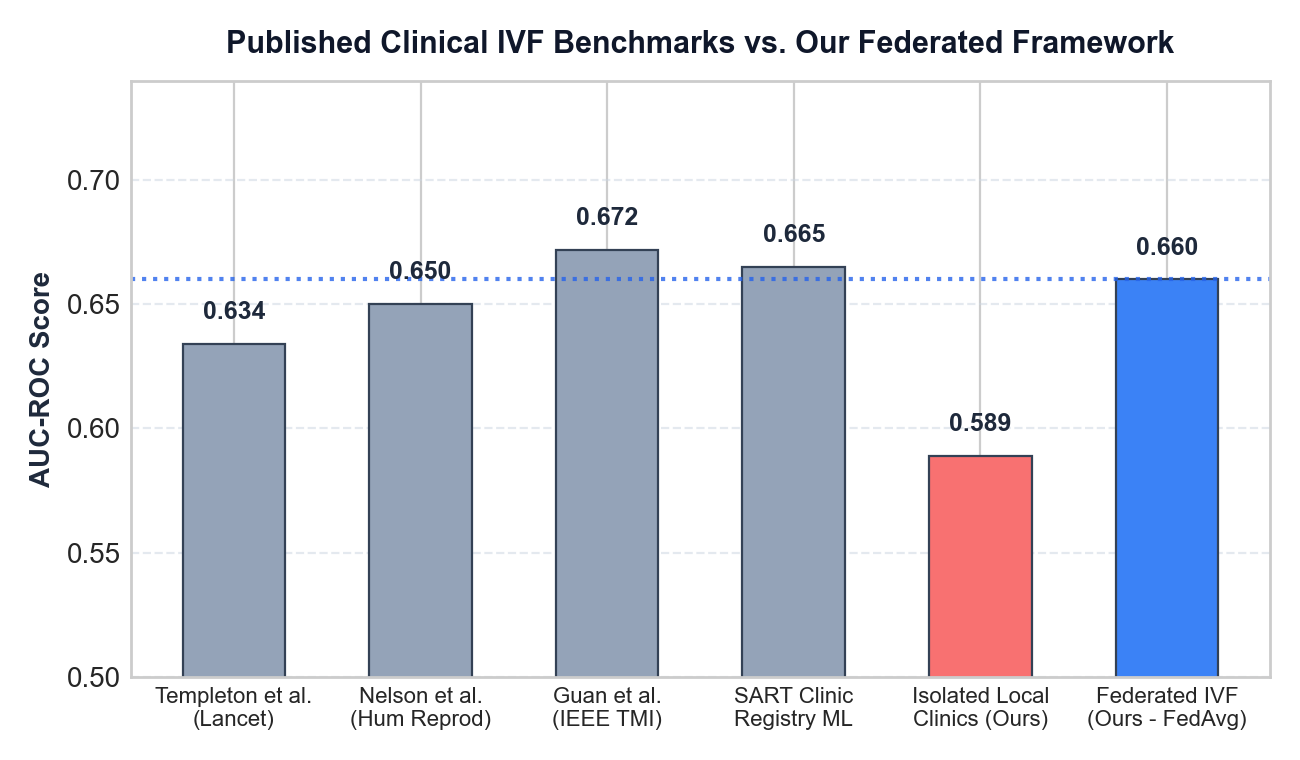 Published Clinical IVF Benchmarks vs. Our Federated Framework
AUC-ROC Score
0.70
0.65
0.60
0.55
0.50
0.634
0.650
0.672
0.665
0.589
0.660
Templeton et al.
(Lancet)
Nelson et al.
(Hum Reprod)
Guan et al.
(IEEE TMI)
SART Clinic
Registry ML
Isolated Local
Clinics (Ours)
Federated IVF
(Ours - FedAvg)